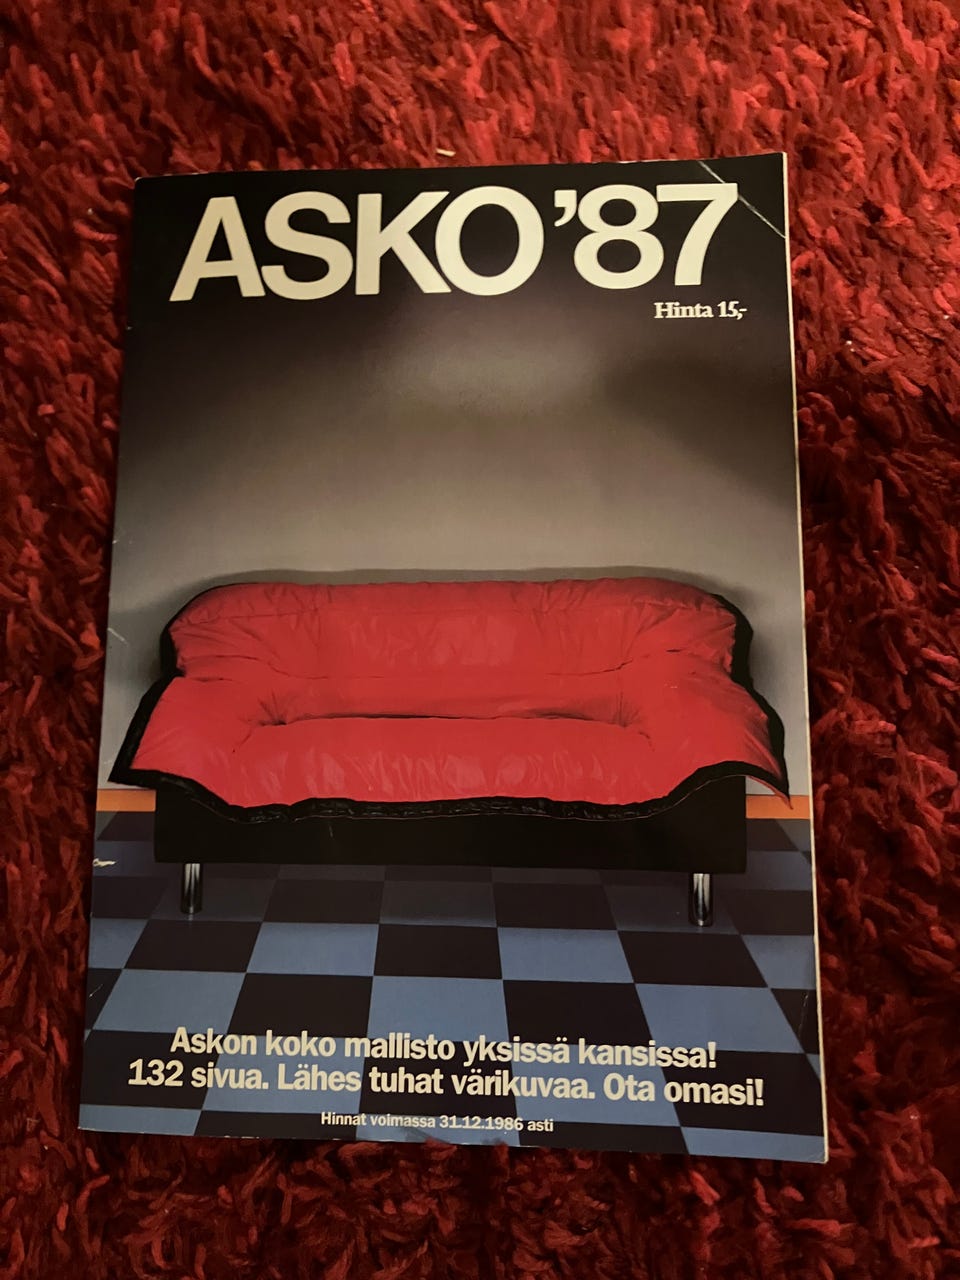 ASKO '87
Hinta 15,-
Askon koko mallisto yksissä kansissa!
132 sivua. Lähes tuhat värikuvaa. Ota omasi!
Hinnat voimassa 31.12.1986 asti